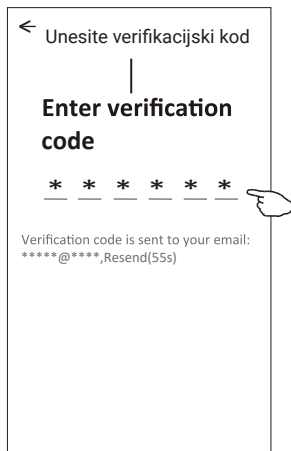 Unesite verifikacijski kod
Enter verification
code
* * * * * *
Verification code is sent to your email:
*****@****,Resend(55s)